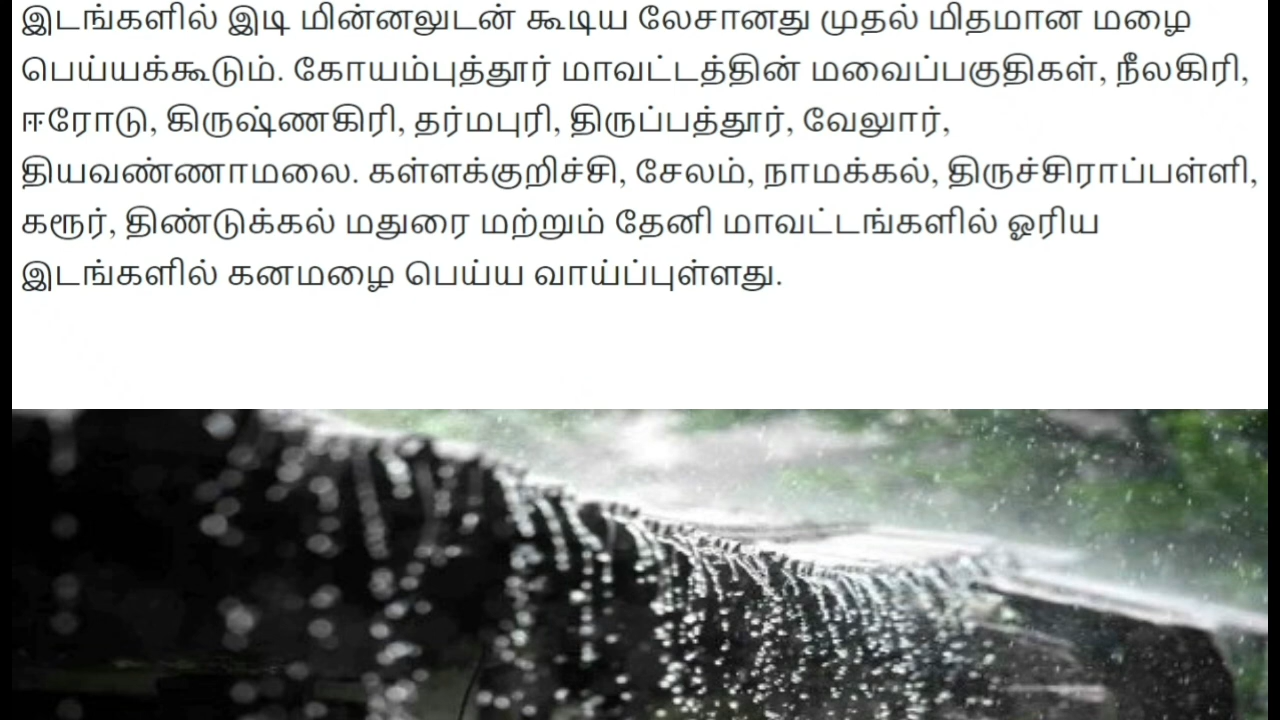 இடங்களில் இடி மின்னலுடன் கூடிய லேசானது முதல் மிதமான மழை
பெய்யக்கூடும். கோயம்புத்தூர் மாவட்டத்தின் மவைப்பகுதிகள், நீலகிரி,
ஈரோடு, கிருஷ்ணகிரி, தர்மபுரி, திருப்பத்தூர், வேலுார்,
தியவண்ணாமலை. கள்ளக்குறிச்சி, சேலம், நாமக்கல், திருச்சிராப்பள்ளி,
கரூர், திண்டுக்கல் மதுரை மற்றும் தேனி மாவட்டங்களில் ஓரிய
இடங்களில் கனமழை பெய்ய வாய்ப்புள்ளது.